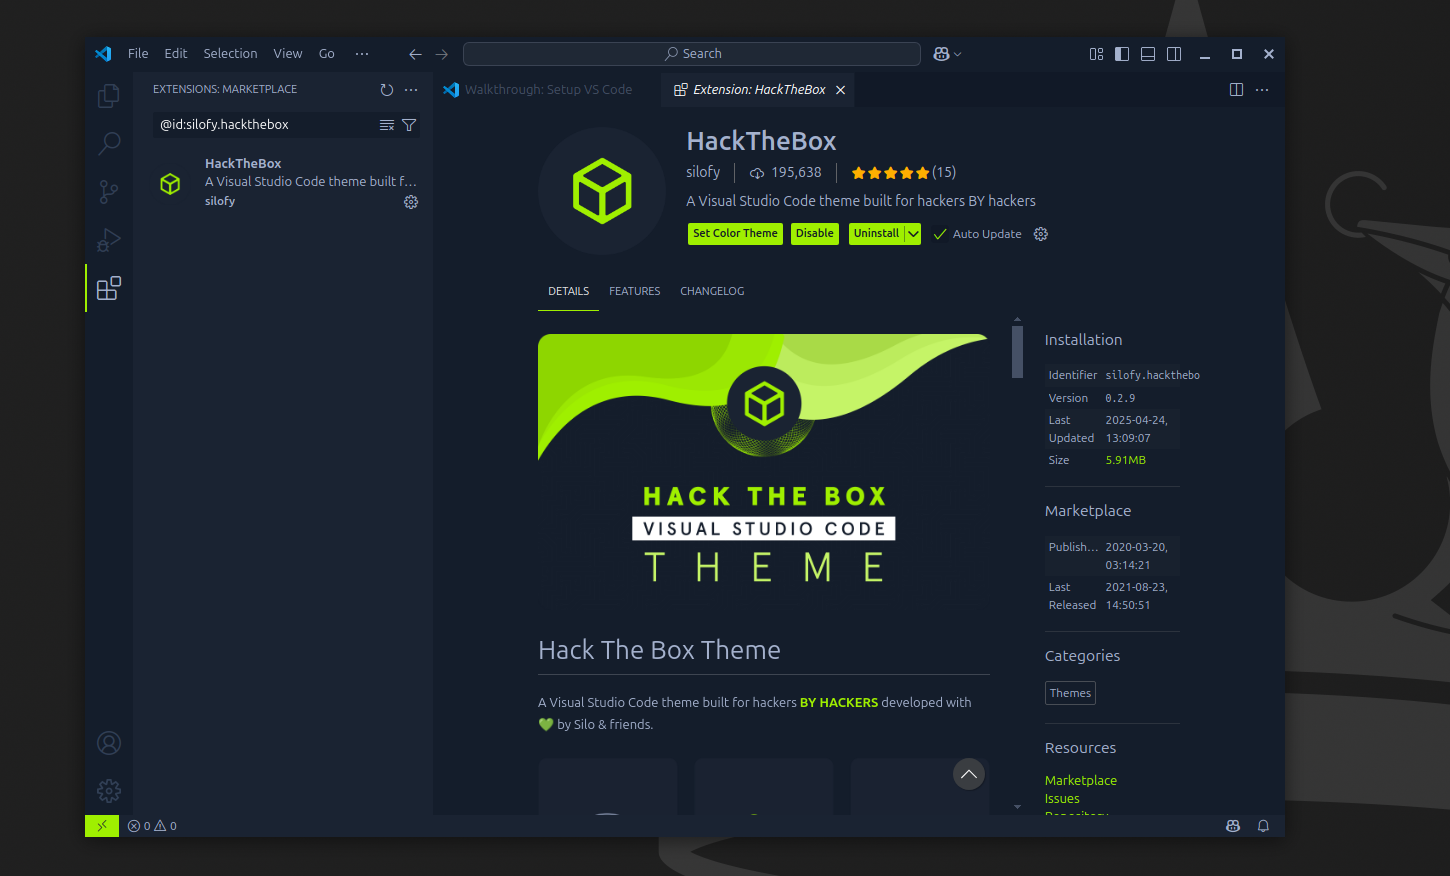 File Edit Selection View Go ··· Search
EXTENSIONS: MARKETPLACE
@id:silofy.hackthebox
HackTheBox
A Visual Studio Code theme built f...
silofy
Walkthrough: Setup VS Code
Extension: HackTheBox
HackTheBox
silofy 195,638 (15)
A Visual Studio Code theme built for hackers BY hackers
Set Color Theme Disable Uninstall Auto Update
DETAILS FEATURES CHANGELOG
HACK THE BOX
VISUAL STUDIO CODE
THEME
Hack The Box Theme
A Visual Studio Code theme built for hackers BY HACKERS developed with
💚 by Silo & friends.
Installation
Identifier silofy.hackthebo
Version 0.2.9
Last 2025-04-24,
Updated 13:09:07
Size 5.91MB
Marketplace
Publish... 2020-03-20,
03:14:21
Last 2021-08-23,
Released 14:50:51
Categories
Themes
Resources
Marketplace
Issues
Repository
0 0